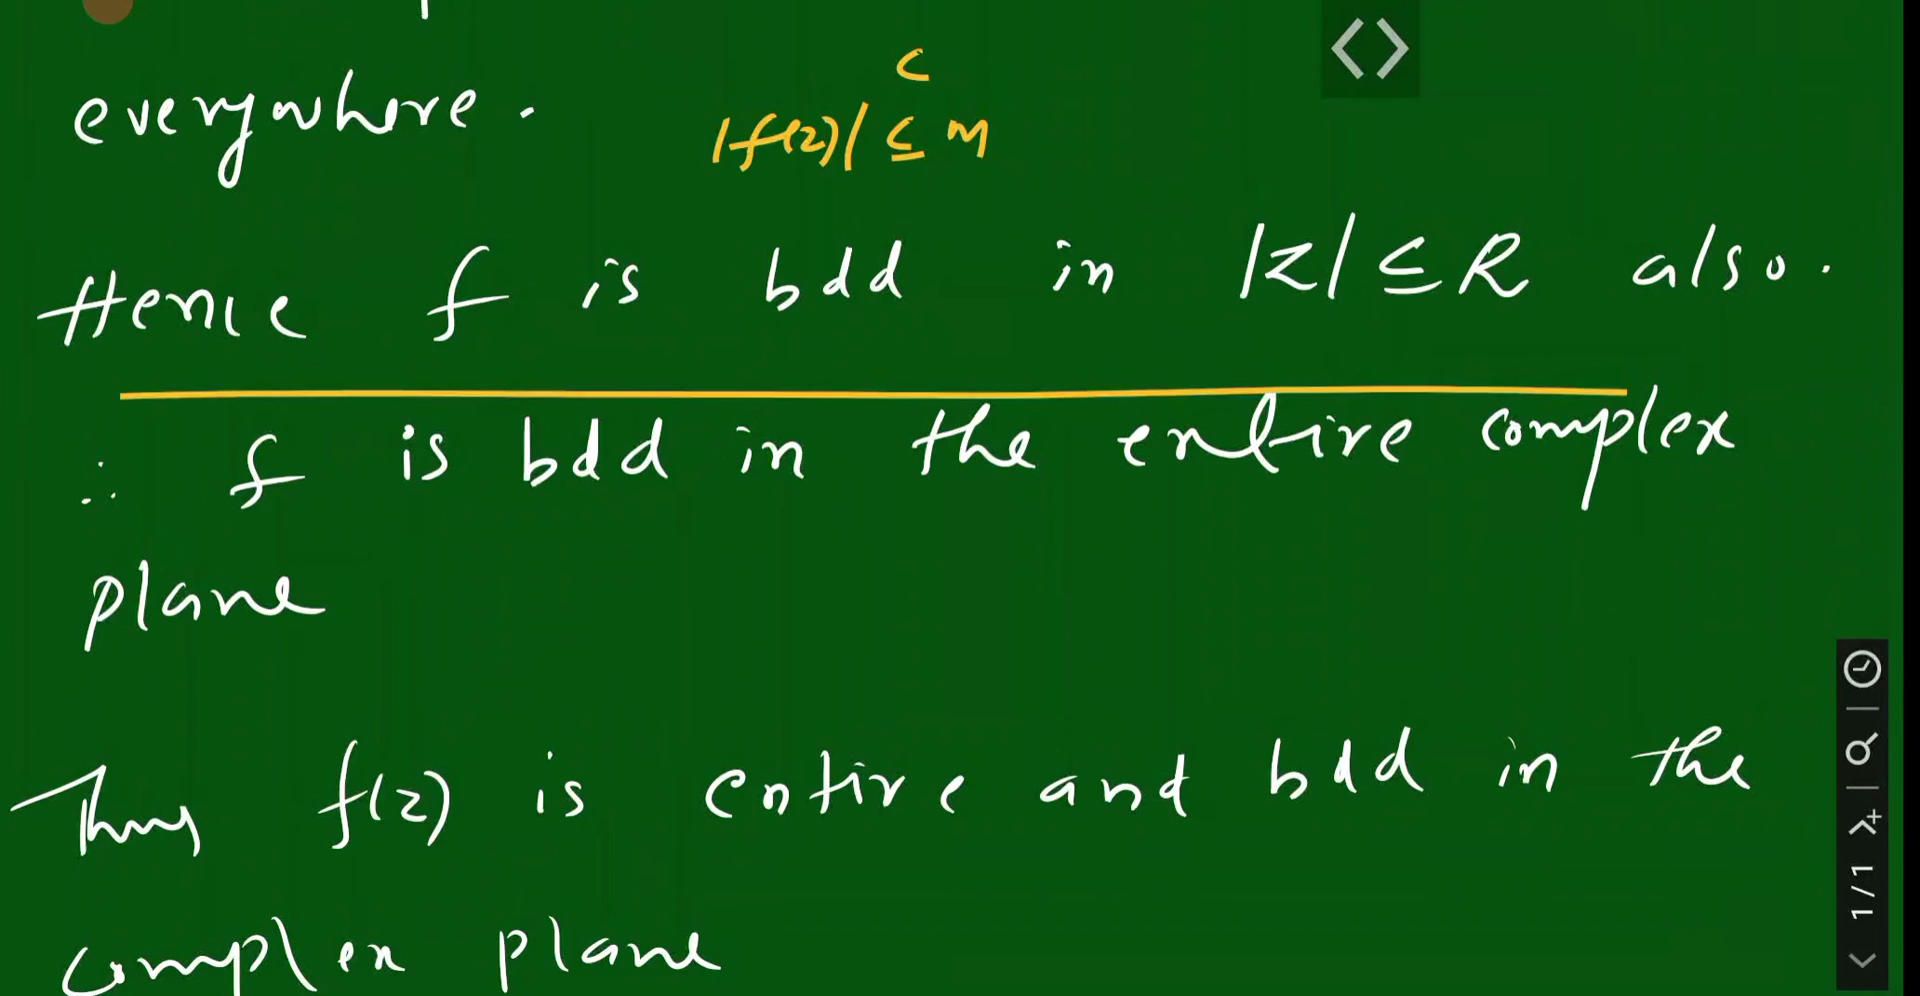 everywhere.
C
|f(z)| ≤ M
Hence f is bdd in |z| ≤ R also.
∴ f is bdd in the entire complex
plane
Thus f(z) is entire and bdd in the
complex plane
1/1